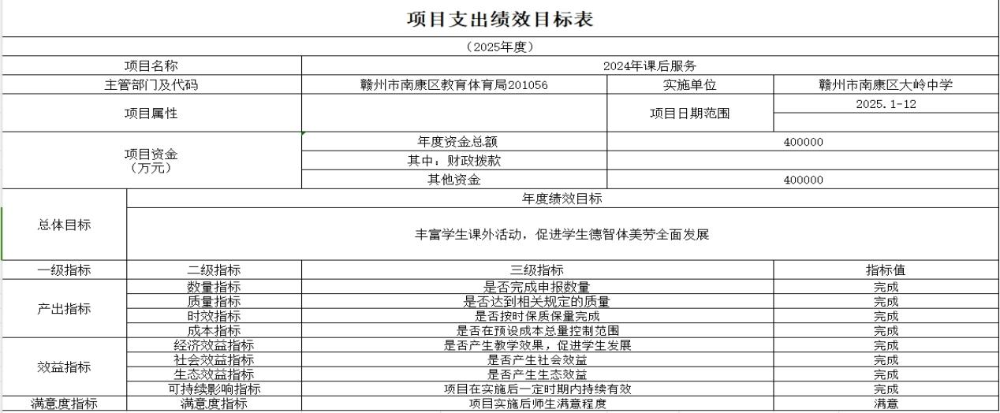 项目支出绩效目标表
（2025年度）
项目名称 2024年课后服务
主管部门及代码 赣州市南康区教育体育局201056 实施单位 赣州市南康区大岭中学
项目属性 项目日期范围 2025.1-12
项目资金
（万元）
年度资金总额 400000
其中：财政拨款
其他资金 400000
总体目标
年度绩效目标
丰富学生课外活动，促进学生德智体美劳全面发展
一级指标 二级指标 三级指标 指标值
产出指标
数量指标 是否完成申报数量 完成
质量指标 是否达到相关规定的质量 完成
时效指标 是否按时保质保量完成 完成
成本指标 是否在预设成本总量控制范围 完成
效益指标
经济效益指标 是否产生教学效果，促进学生发展 完成
社会效益指标 是否产生社会效益 完成
生态效益指标 是否产生生态效益 完成
可持续影响指标 项目在实施后一定时期内持续有效 完成
满意度指标 满意度指标 项目实施后师生满意程度 满意